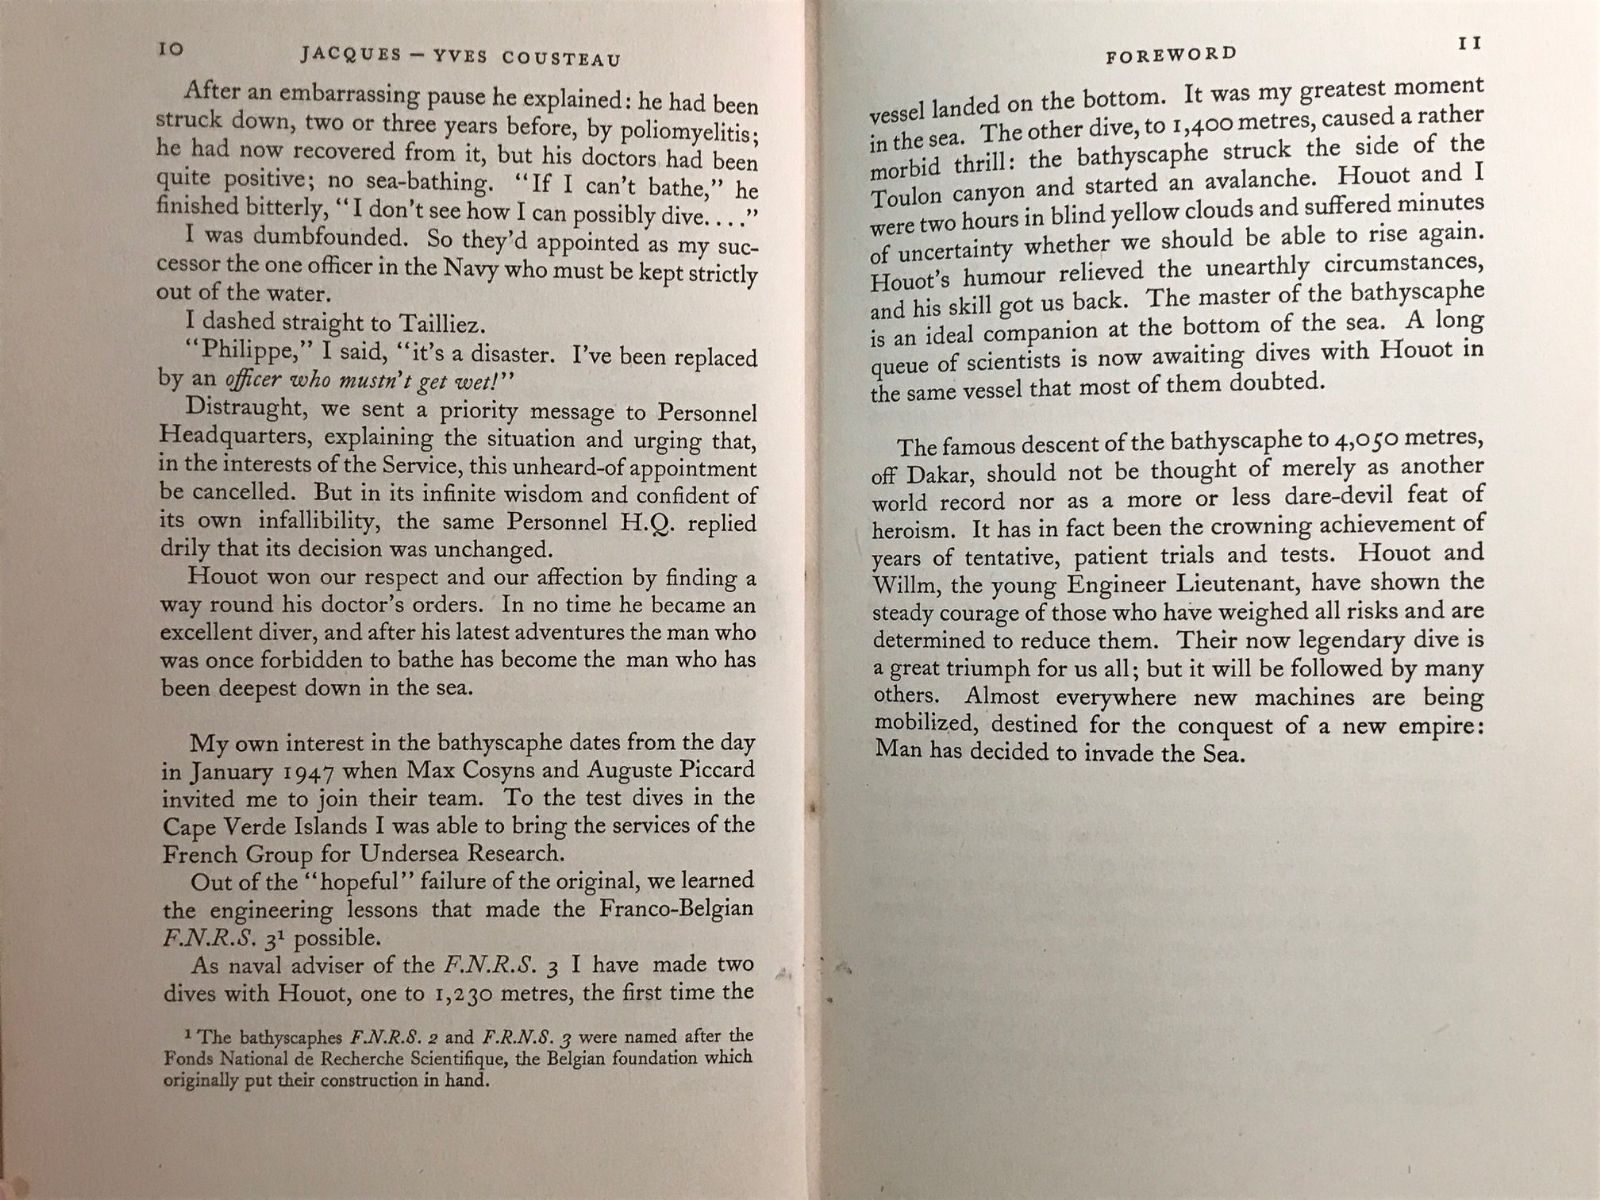 10 JACQUES — YVES COUSTEAU
After an embarrassing pause he explained: he had been
struck down, two or three years before, by poliomyelitis;
he had now recovered from it, but his doctors had been
quite positive; no sea-bathing. “If I can't bathe,” he
finished bitterly, “I don't see how I can possibly dive....”
I was dumbfounded. So they'd appointed as my suc-
cessor the one officer in the Navy who must be kept strictly
out of the water.
I dashed straight to Tailliez.
“Philippe,” I said, “it's a disaster. I've been replaced
by an officer who mustn't get wet!”
Distraught, we sent a priority message to Personnel
Headquarters, explaining the situation and urging that,
in the interests of the Service, this unheard-of appointment
be cancelled. But in its infinite wisdom and confident of
its own infallibility, the same Personnel H.Q. replied
drily that its decision was unchanged.
Houot won our respect and our affection by finding a
way round his doctor's orders. In no time he became an
excellent diver, and after his latest adventures the man who
was once forbidden to bathe has become the man who has
been deepest down in the sea.
My own interest in the bathyscaphe dates from the day
in January 1947 when Max Cosyns and Auguste Piccard
invited me to join their team. To the test dives in the
Cape Verde Islands I was able to bring the services of the
French Group for Undersea Research.
Out of the “hopeful” failure of the original, we learned
the engineering lessons that made the Franco-Belgian
F.N.R.S. 3¹ possible.
As naval adviser of the F.N.R.S. 3 I have made two
dives with Houot, one to 1,230 metres, the first time the
¹ The bathyscaphes F.N.R.S. 2 and F.R.N.S. 3 were named after the
Fonds National de Recherche Scientifique, the Belgian foundation which
originally put their construction in hand.
FOREWORD 11
vessel landed on the bottom. It was my greatest moment
in the sea. The other dive, to 1,400 metres, caused a rather
morbid thrill: the bathyscaphe struck the side of the
Toulon canyon and started an avalanche. Houot and I
were two hours in blind yellow clouds and suffered minutes
of uncertainty whether we should be able to rise again.
Houot's humour relieved the unearthly circumstances,
and his skill got us back. The master of the bathyscaphe
is an ideal companion at the bottom of the sea. A long
queue of scientists is now awaiting dives with Houot in
the same vessel that most of them doubted.
The famous descent of the bathyscaphe to 4,050 metres,
off Dakar, should not be thought of merely as another
world record nor as a more or less dare-devil feat of
heroism. It has in fact been the crowning achievement of
years of tentative, patient trials and tests. Houot and
Willm, the young Engineer Lieutenant, have shown the
steady courage of those who have weighed all risks and are
determined to reduce them. Their now legendary dive is
a great triumph for us all; but it will be followed by many
others. Almost everywhere new machines are being
mobilized, destined for the conquest of a new empire:
Man has decided to invade the Sea.